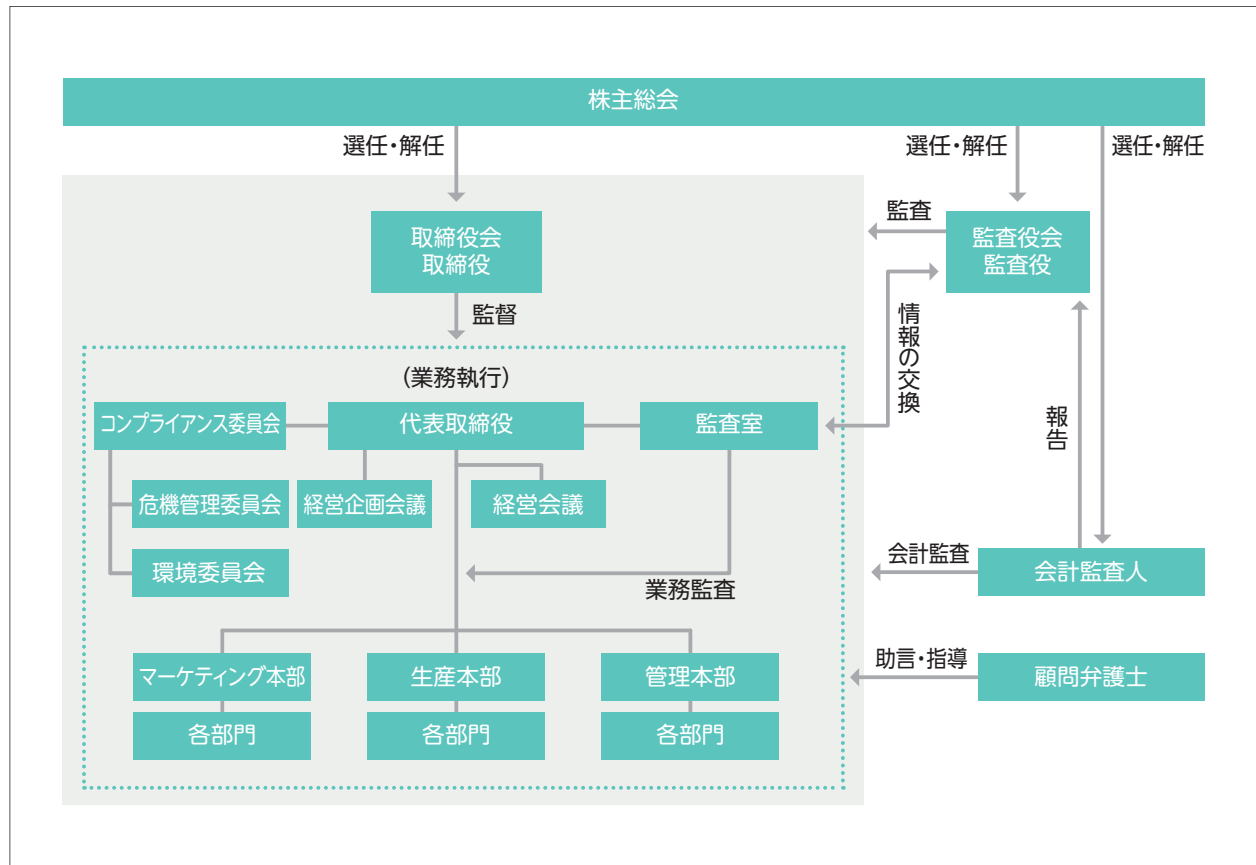 株主総会
選任・解任
選任・解任
選任・解任
取締役会
取締役
監査
監査役会
監査役
監督
情報の交換
(業務執行)
コンプライアンス委員会
代表取締役
監査室
報告
危機管理委員会
経営企画会議
経営会議
環境委員会
業務監査
会計監査
会計監査人
マーケティング本部
生産本部
管理本部
助言・指導
顧問弁護士
各部門
各部門
各部門